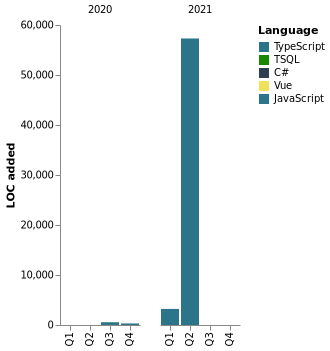 2020 2021
Language
TypeScript
TSQL
C#
Vue
JavaScript
LOC added
60,000
50,000
40,000
30,000
20,000
10,000
0
Q1 Q2 Q3 Q4 Q1 Q2 Q3 Q4